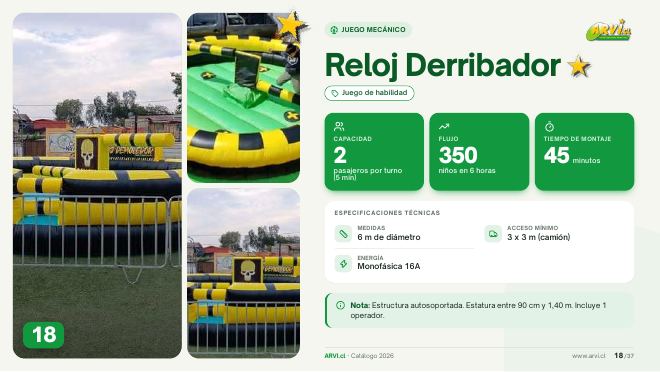 JUEGO MECÁNICO
ARVI.CL
Reloj Derribador
Juego de habilidad
CAPACIDAD
2
pasajeros por turno
(5 min)
FLUJO
350
niños en 6 horas
TIEMPO DE MONTAJE
45 minutos
ESPECIFICACIONES TÉCNICAS
MEDIDAS
6 m de diámetro
ACCESO MÍNIMO
3 x 3 m (camión)
ENERGÍA
Monofásica 16A
Nota: Estructura autosoportada. Estatura entre 90 cm y 1,40 m. Incluye 1
operador.
DEMOLEDOR
18
ARVI.cl · Catálogo 2026
www.arvi.cl
18/37